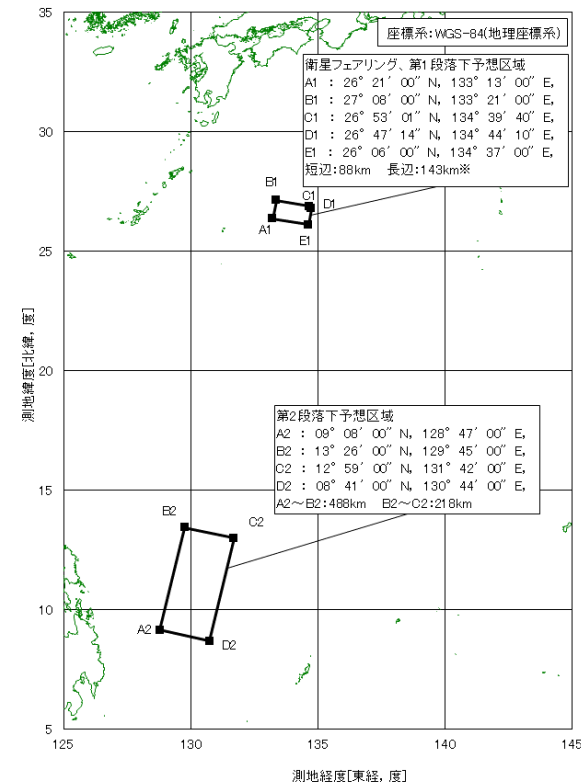 座標系:WGS-84(地理座標系)
衛星フェアリング、第1段落下予想区域
A1 : 26° 21′ 00″ N, 133° 13′ 00″ E,
B1 : 27° 08′ 00″ N, 133° 21′ 00″ E,
C1 : 26° 53′ 01″ N, 134° 39′ 40″ E,
D1 : 26° 47′ 14″ N, 134° 44′ 10″ E,
E1 : 26° 06′ 00″ N, 134° 37′ 00″ E,
短辺:88km 長辺:143km※
B1
C1
D1
A1
E1
第2段落下予想区域
A2 : 09° 08′ 00″ N, 128° 47′ 00″ E,
B2 : 13° 26′ 00″ N, 129° 45′ 00″ E,
C2 : 12° 59′ 00″ N, 131° 42′ 00″ E,
D2 : 08° 41′ 00″ N, 130° 44′ 00″ E,
A2～B2:488km B2～C2:218km
B2
C2
A2
D2
35
30
25
15
10
5
測地緯度[北緯,度]
125
130
135
140
145
測地経度[東経,度]